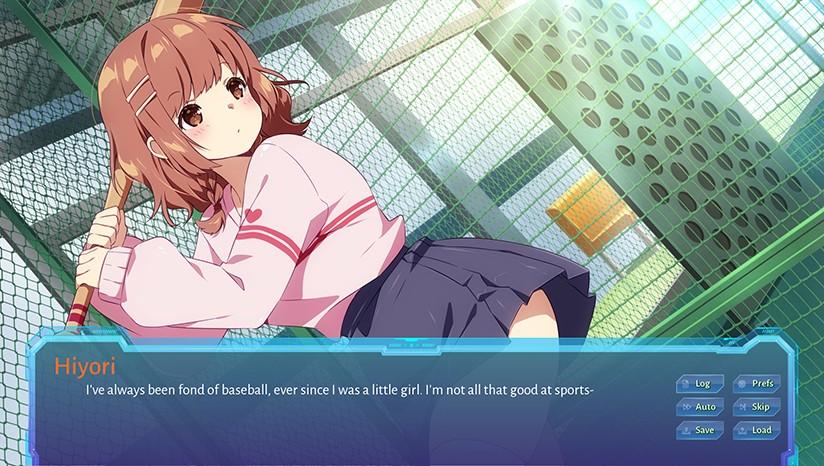 Hiyori
I've always been fond of baseball, ever since I was a little girl. I'm not all that good at sports-
Log
Prefs
Auto
Skip
Save
Load